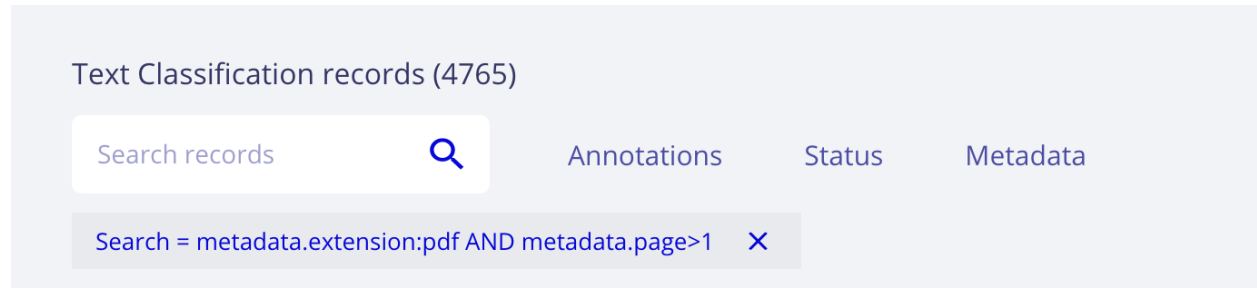 Text Classification records (4765)
Search records Annotations Status Metadata
Search = metadata.extension:pdf AND metadata.page>1 ×